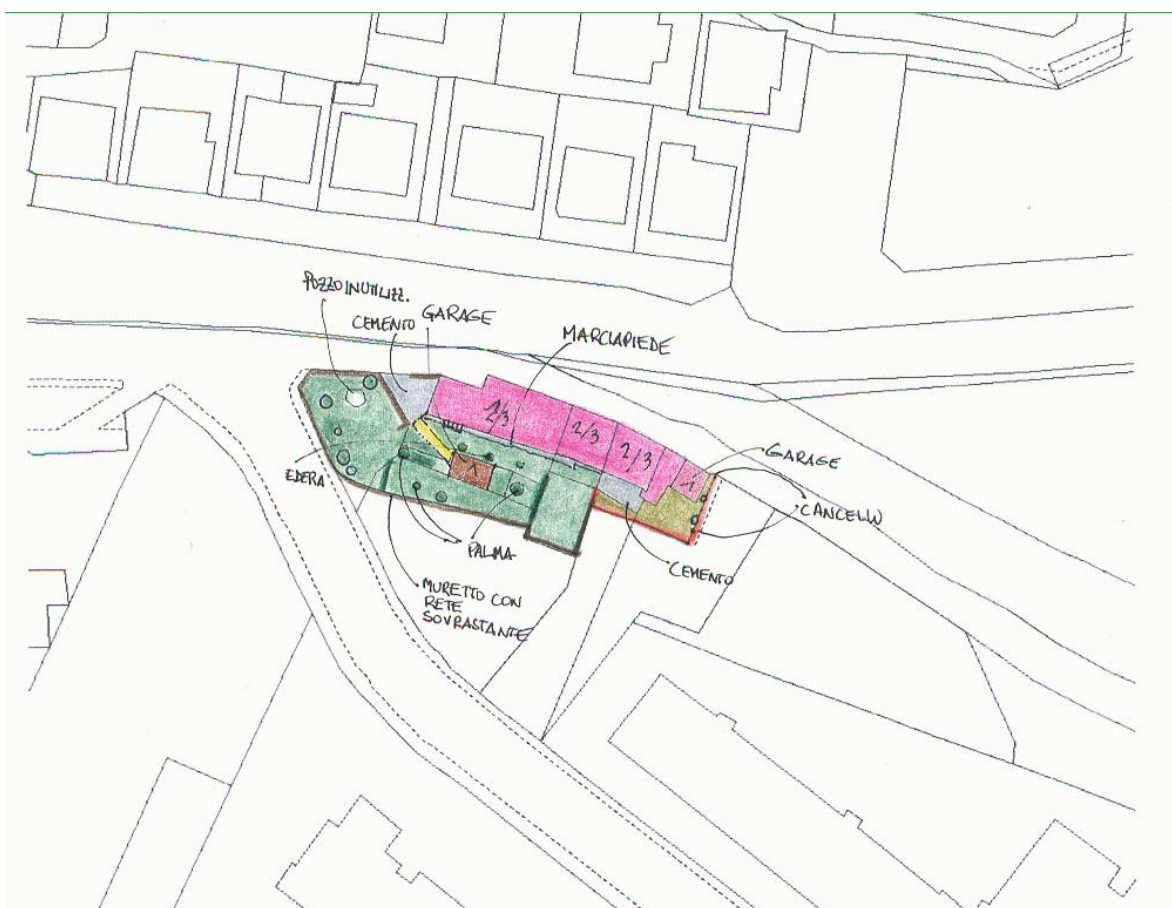 POZZO INUTILIZZ.
CEMENTO
GARAGE
MARCIAPIEDE
2/3
2/3
2/3
1
1
GARAGE
CANCELLO
EDERA
PALMA
CEMENTO
MURETTO CON
RETE
SOVRASTANTE